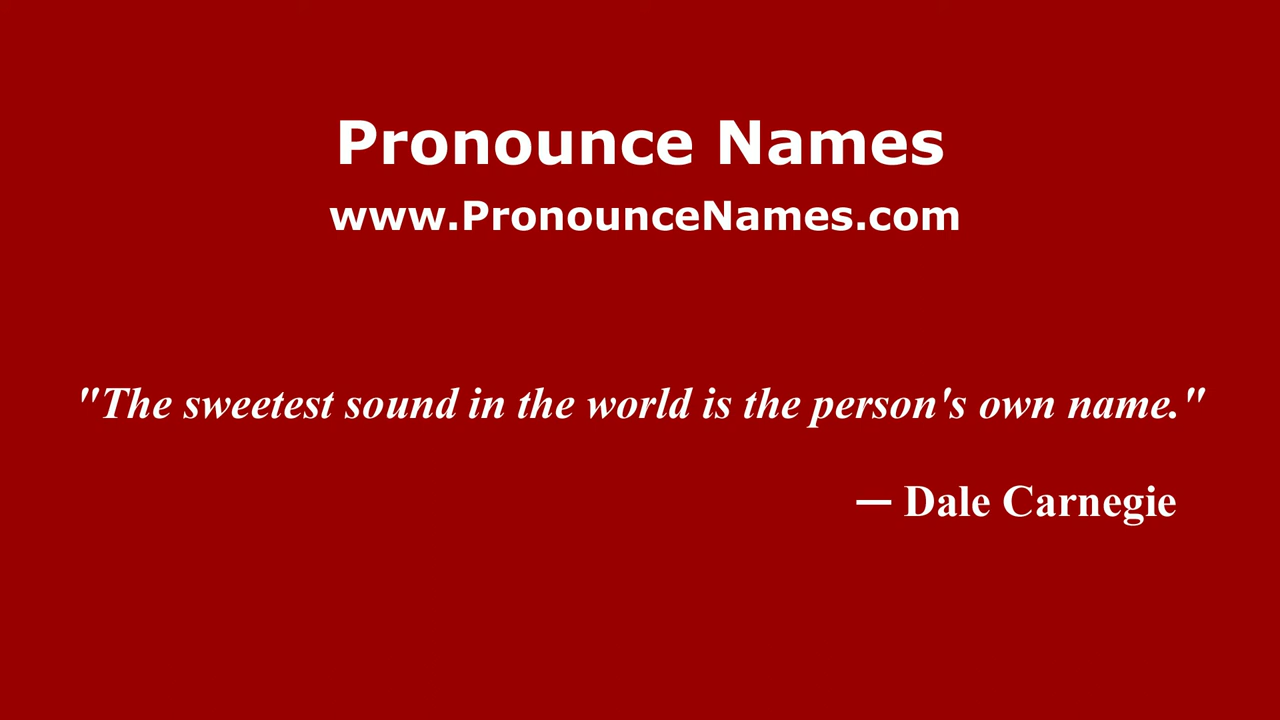 Pronounce Names
www.PronounceNames.com
"The sweetest sound in the world is the person's own name."
— Dale Carnegie